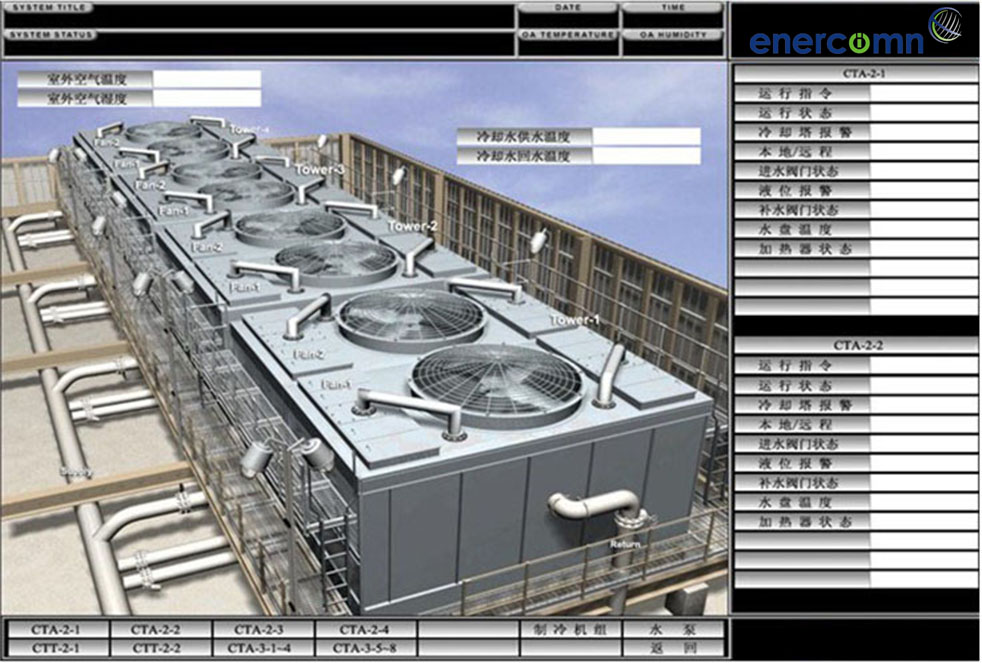 SYSTEM TITLE
DATE
TIME
SYSTEM STATUS
OA TEMPERATURE
OA HUMIDITY
enercomn
室外空气温度
室外空气湿度
冷却水供水温度
冷却水回水温度
Tower-4
Fan-2
Fan-1
Tower-3
Fan-2
Fan-1
Tower-2
Fan-2
Fan-1
Tower-1
Fan-2
Fan-1
Supply
Return
CTA-2-1
运行指令
运行状态
冷却塔报警
本地/远程
进水阀门状态
液位报警
补水阀门状态
水盘温度
加热器状态
CTA-2-2
运行指令
运行状态
冷却塔报警
本地/远程
进水阀门状态
液位报警
补水阀门状态
水盘温度
加热器状态
CTA-2-1
CTA-2-2
CTA-2-3
CTA-2-4
制冷机组
水泵
CTT-2-1
CTT-2-2
CTA-3-1~4
CTA-3-5~8
返回